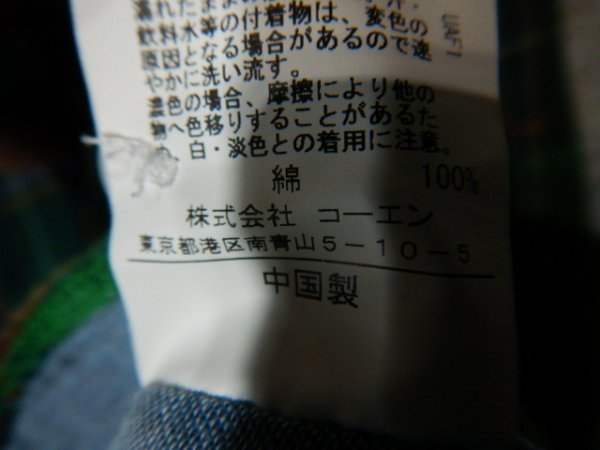 濡れたまま
飲料水等の付着物は、変色の
原因となる場合があるので速
やかに洗い流す。
濃色の場合、摩擦により他の
物へ色移りすることがあるた
白・淡色との着用に注意。
綿 100%
株式会社 コーエン
東京都港区南青山5-10-5
中国製
UAF1